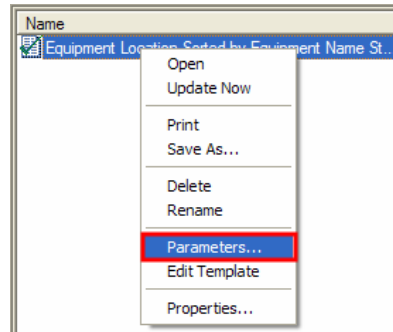 Name
Equipment Location Sorted by Equipment Name St...
Open
Update Now
Print
Save As...
Delete
Rename
Parameters...
Edit Template
Properties...